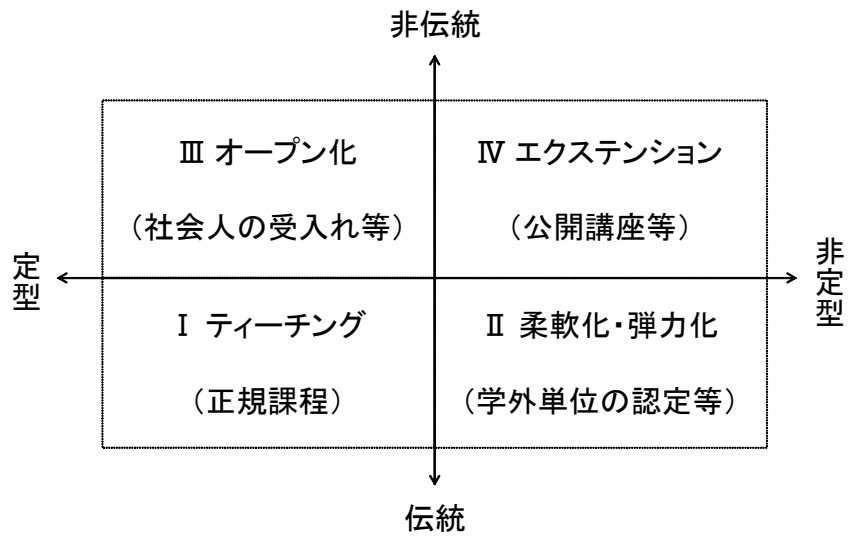 非伝統
Ⅲ オープン化
（社会人の受入れ等）
Ⅳ エクステンション
（公開講座等）
定型
非定型
Ⅰ ティーチング
（正規課程）
Ⅱ 柔軟化・弾力化
（学外単位の認定等）
伝統